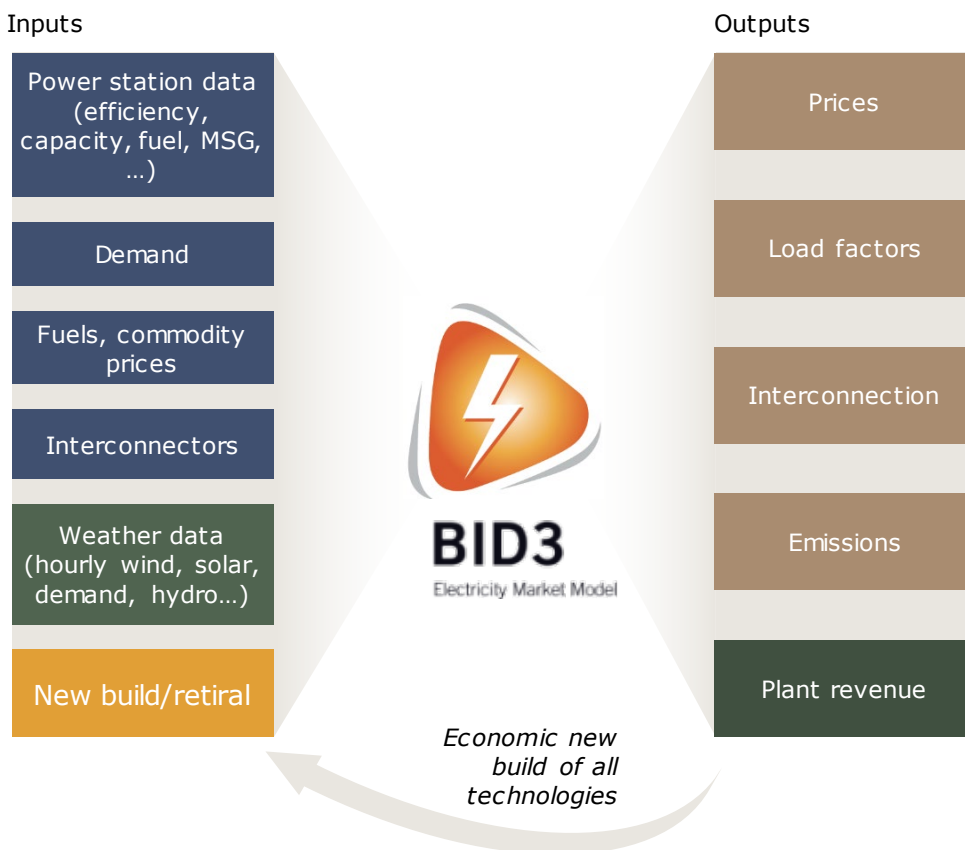 Inputs
Power station data
(efficiency,
capacity, fuel, MSG,
...)
Demand
Fuels, commodity
prices
Interconnectors
Weather data
(hourly wind, solar,
demand, hydro...)
New build/retiral
BID3
Electricity Market Model
Economic new
build of all
technologies
Outputs
Prices
Load factors
Interconnection
Emissions
Plant revenue